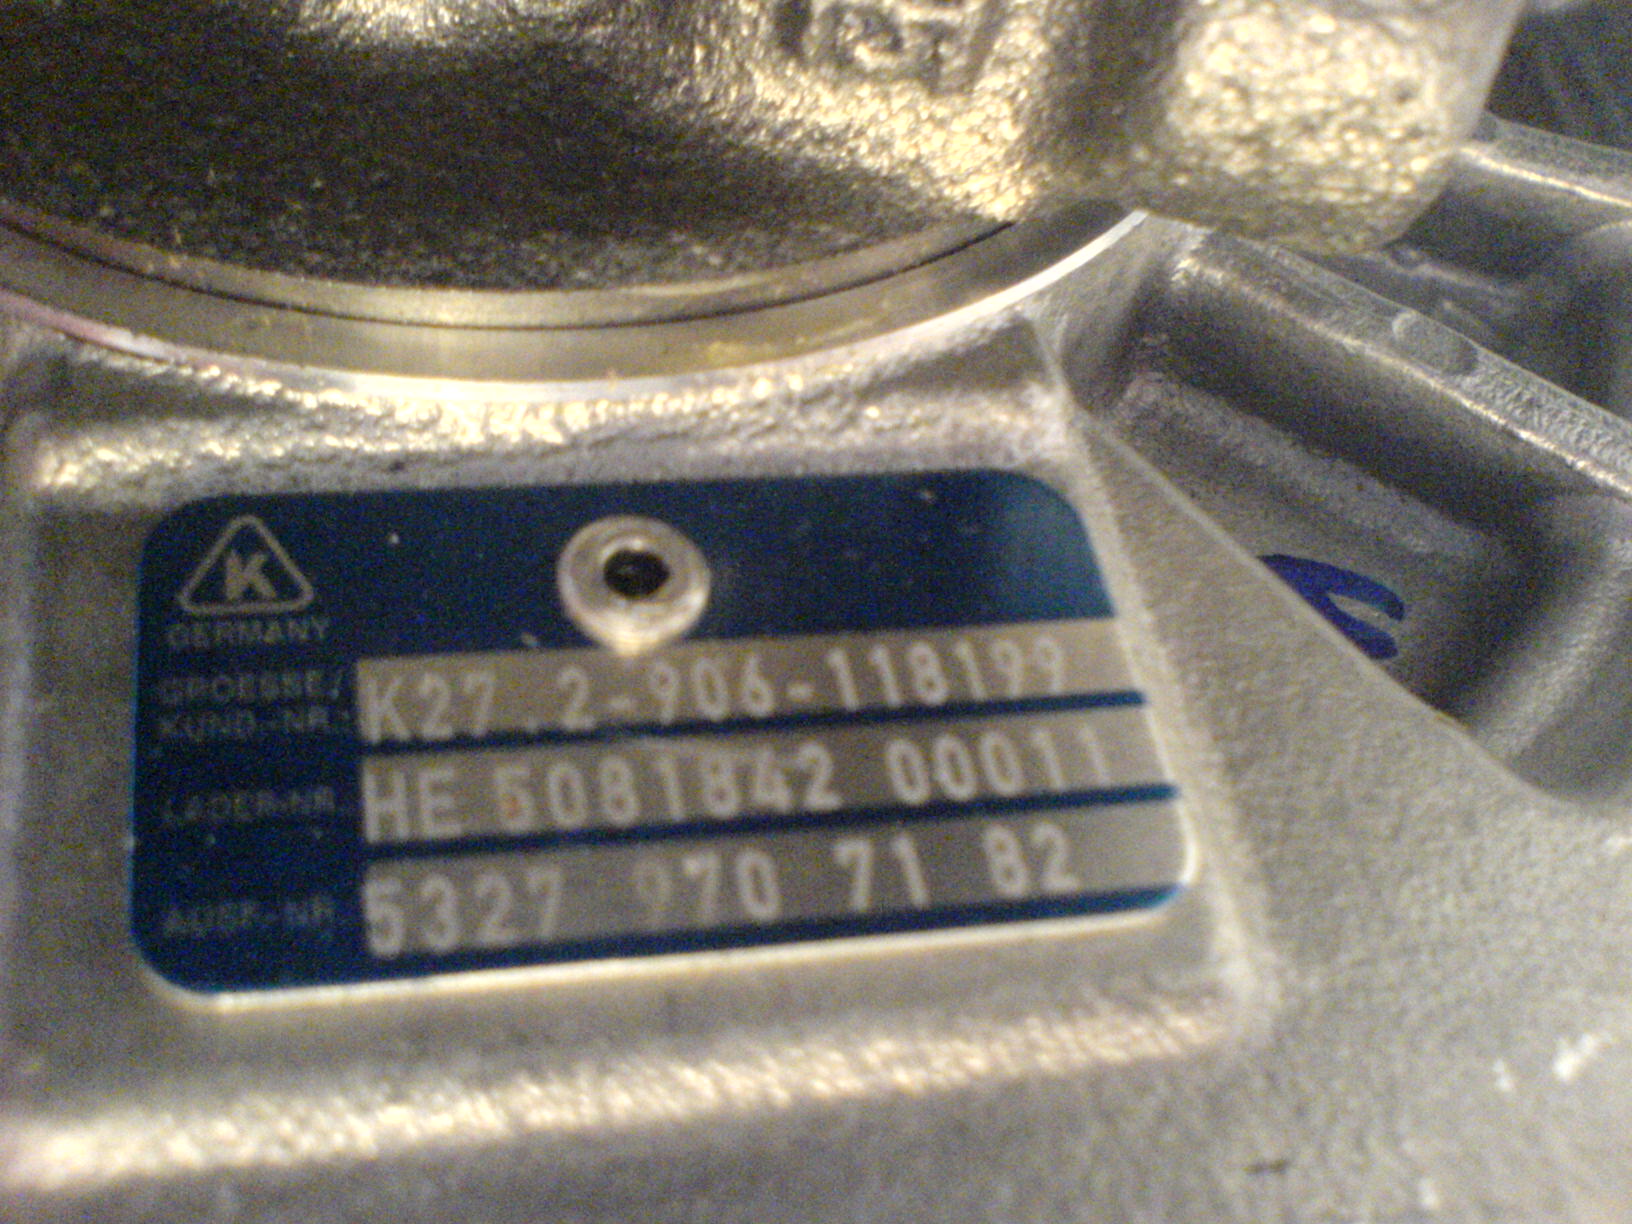 K
GERMANY
GROESSE/
KUND.-NR.:
K27.2-906-118199
LADER-NR.
HE 5081842 00011
AUSF.-NR.
5327 970 71 82